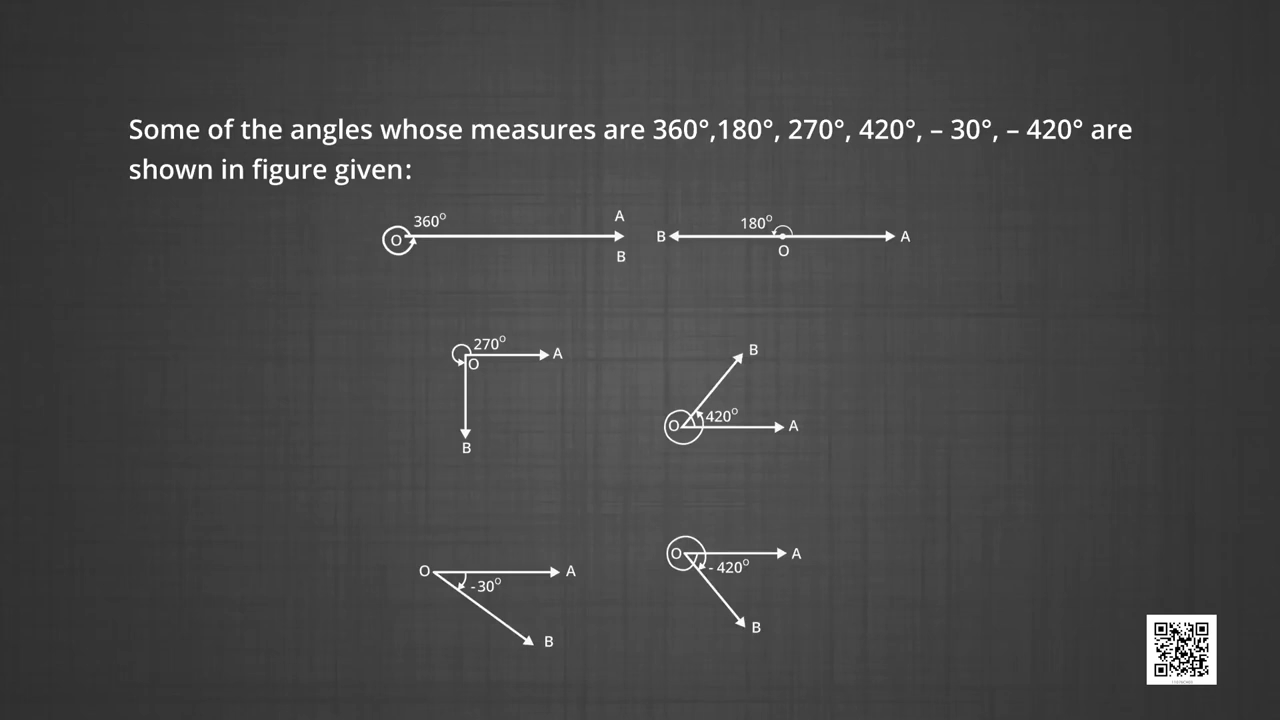 Some of the angles whose measures are 360°,180°, 270°, 420°, – 30°, – 420° are
shown in figure given:
360° A
O
B
180°
B A
O
270°
A
O
B
B
420°
O A
O A
-30°
B
O A
- 420°
B